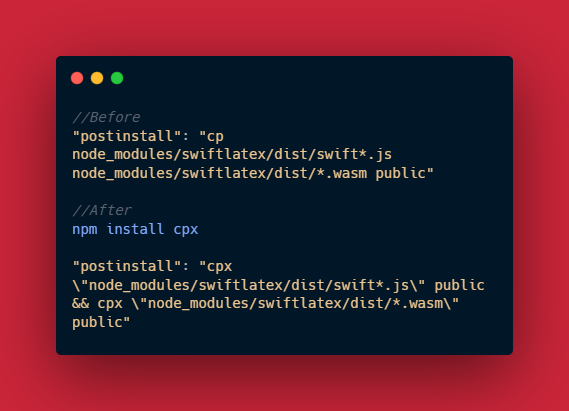 //Before
"postinstall": "cp
node_modules/swiftlatex/dist/swift*.js
node_modules/swiftlatex/dist/*.wasm public"
//After
npm install cpx
"postinstall": "cpx
\"node_modules/swiftlatex/dist/swift*.js\" public
&& cpx \"node_modules/swiftlatex/dist/*.wasm\"
public"